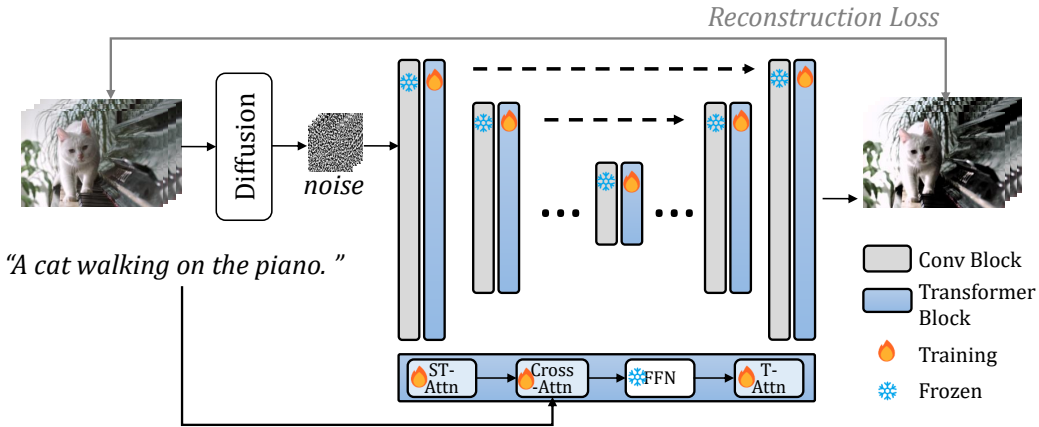 Reconstruction Loss
Diffusion
noise
“A cat walking on the piano. ”
Conv Block
Transformer
Block
Training
Frozen
ST-
Attn
Cross
-Attn
FFN
T-
Attn